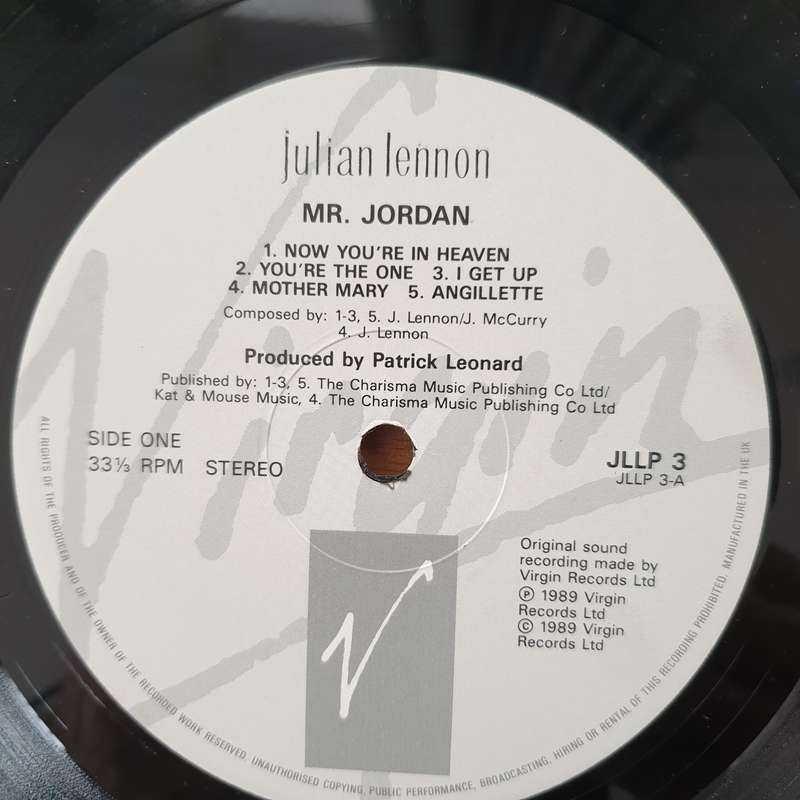 julian lennon
MR. JORDAN
1. NOW YOU'RE IN HEAVEN
2. YOU'RE THE ONE 3. I GET UP
4. MOTHER MARY 5. ANGILLETTE
Composed by: 1-3, 5. J. Lennon/J. McCurry
4. J. Lennon
Produced by Patrick Leonard
Published by: 1-3, 5. The Charisma Music Publishing Co Ltd/
Kat & Mouse Music, 4. The Charisma Music Publishing Co Ltd
SIDE ONE
33⅓ RPM STEREO
JLLP 3
JLLP 3-A
Original sound
recording made by
Virgin Records Ltd
℗ 1989 Virgin
Records Ltd
© 1989 Virgin
Records Ltd
Virgin
V
ALL RIGHTS OF THE PRODUCER AND OF THE OWNER OF THE RECORDED WORK RESERVED. UNAUTHORISED COPYING, PUBLIC PERFORMANCE, BROADCASTING, HIRING OR RENTAL OF THIS RECORDING PROHIBITED. MANUFACTURED IN THE UK